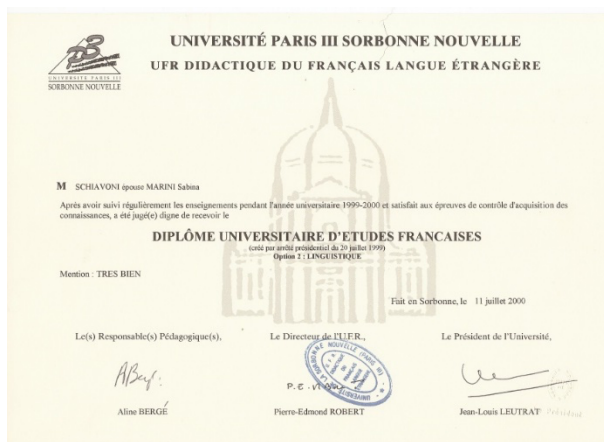 UNIVERSITÉ PARIS III SORBONNE NOUVELLE
UFR DIDACTIQUE DU FRANÇAIS LANGUE ÉTRANGÈRE
UNIVERSITÉ PARIS III
SORBONNE NOUVELLE
M SCHIAVONI épouse MARINI Sabina
Après avoir suivi régulièrement les enseignements pendant l'année universitaire 1999-2000 et satisfait aux épreuves de contrôle d'acquisition des
connaissances, a été jugé(e) digne de recevoir le
DIPLÔME UNIVERSITAIRE D'ETUDES FRANCAISES
(créé par arrêté présidentiel du 20 juillet 1999)
Option 2 : LINGUISTIQUE
Mention : TRES BIEN
Fait en Sorbonne, le 11 juillet 2000
Le(s) Responsable(s) Pédagogique(s), Le Directeur de l'U.F.R., Le Président de l'Université,
Aline BERGÉ Pierre-Edmond ROBERT Jean-Louis LEUTRAT